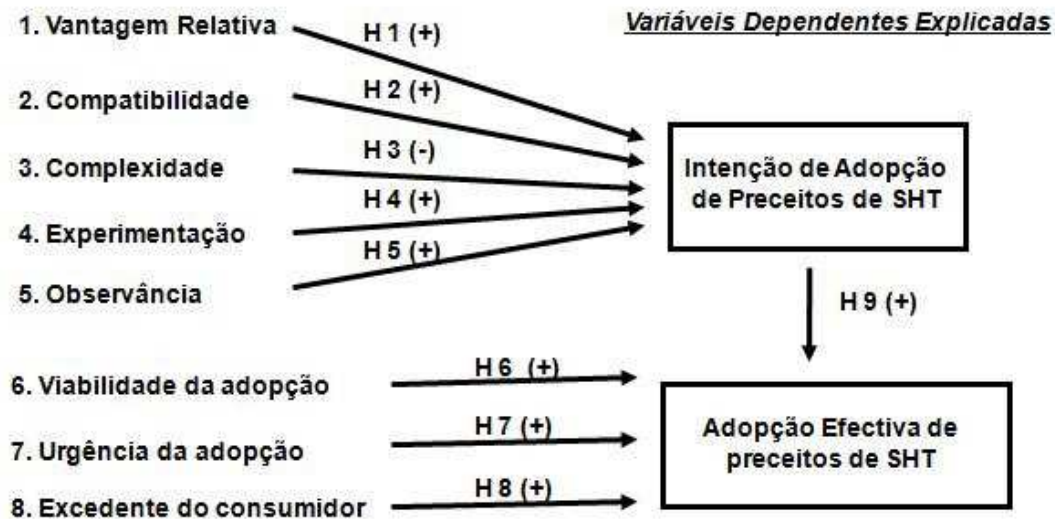 1. Vantagem Relativa
H 1 (+)
Variáveis Dependentes Explicadas
2. Compatibilidade
H 2 (+)
3. Complexidade
H 3 (-)
4. Experimentação
H 4 (+)
5. Observância
H 5 (+)
Intenção de Adopção
de Preceitos de SHT
H 9 (+)
6. Viabilidade da adopção
H 6 (+)
7. Urgência da adopção
H 7 (+)
8. Excedente do consumidor
H 8 (+)
Adopção Efectiva de
preceitos de SHT